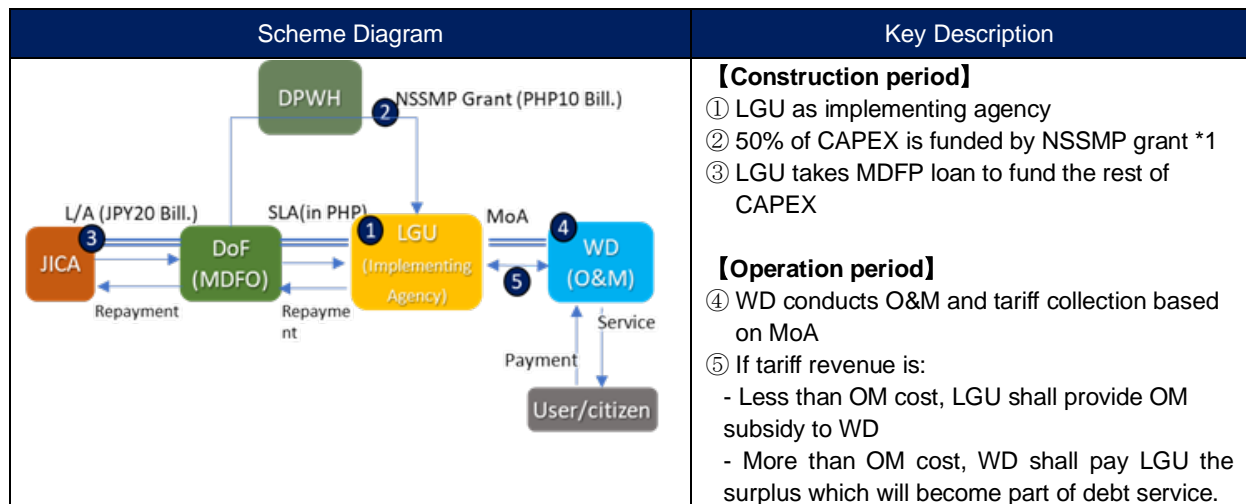 Scheme Diagram
Key Description
DPWH
2
NSSMP Grant (PHP10 Bill.)
L/A (JPY20 Bill.)
SLA(in PHP)
MoA
3
JICA
DoF
(MDFO)
1
LGU
(Implementing
Agency)
4
WD
(O&M)
5
Repayment
Repayme
nt
Service
Payment
User/citizen
【Construction period】
① LGU as implementing agency
② 50% of CAPEX is funded by NSSMP grant *1
③ LGU takes MDFP loan to fund the rest of
CAPEX
【Operation period】
④ WD conducts O&M and tariff collection based
on MoA
⑤ If tariff revenue is:
- Less than OM cost, LGU shall provide OM
subsidy to WD
- More than OM cost, WD shall pay LGU the
surplus which will become part of debt service.